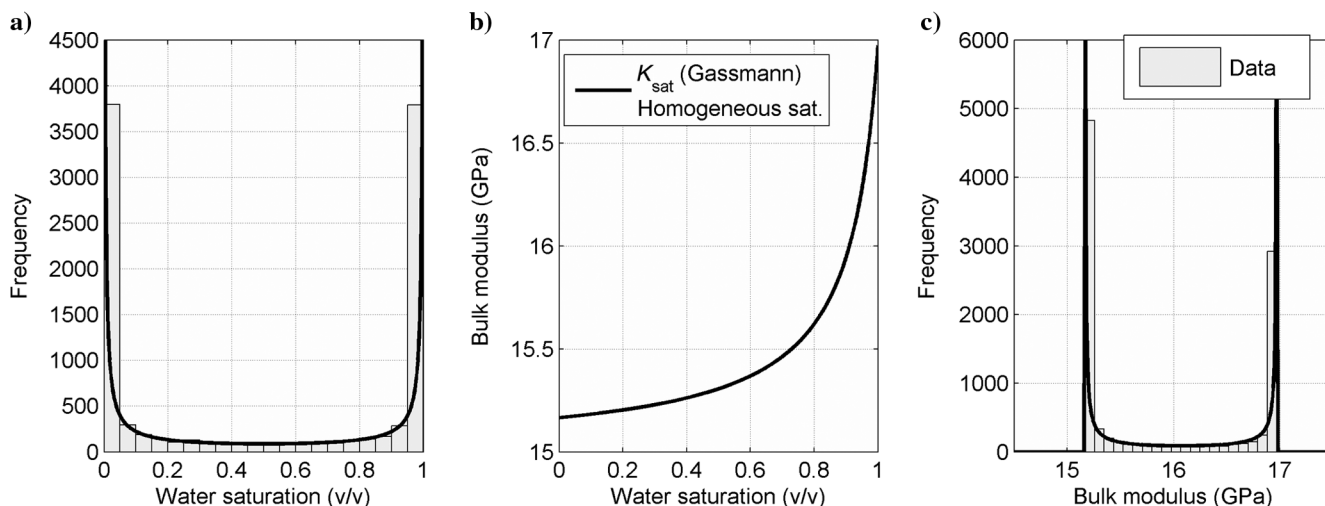 a)
4500
4000
3500
3000
2500
2000
1500
1000
500
0
Frequency
0 0.2 0.4 0.6 0.8 1
Water saturation (v/v)
b)
17
16.5
16
15.5
15
Bulk modulus (GPa)
Ksat (Gassmann)
Homogeneous sat.
0 0.2 0.4 0.6 0.8 1
Water saturation (v/v)
c)
6000
5000
4000
3000
2000
1000
0
Frequency
Data
15 16 17
Bulk modulus (GPa)